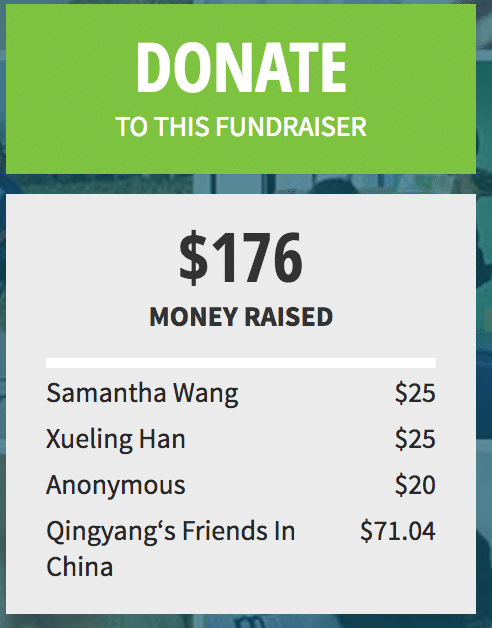 DONATE
TO THIS FUNDRAISER
$176
MONEY RAISED
Samantha Wang $25
Xueling Han $25
Anonymous $20
Qingyang‘s Friends In $71.04
China